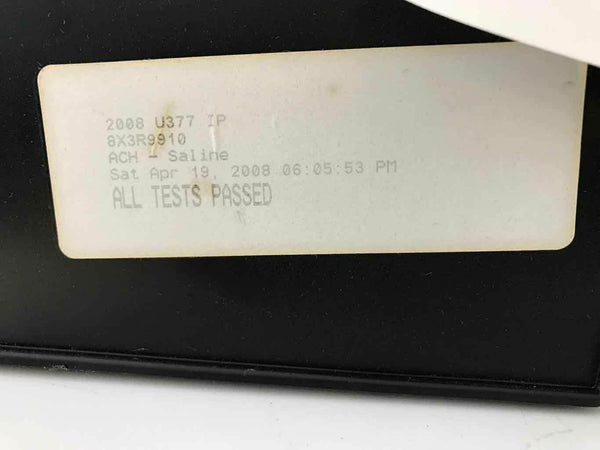 2008 U377 IP
8X3R9910
ACH - Saline
Sat Apr 19, 2008 06:05:53 PM
ALL TESTS PASSED